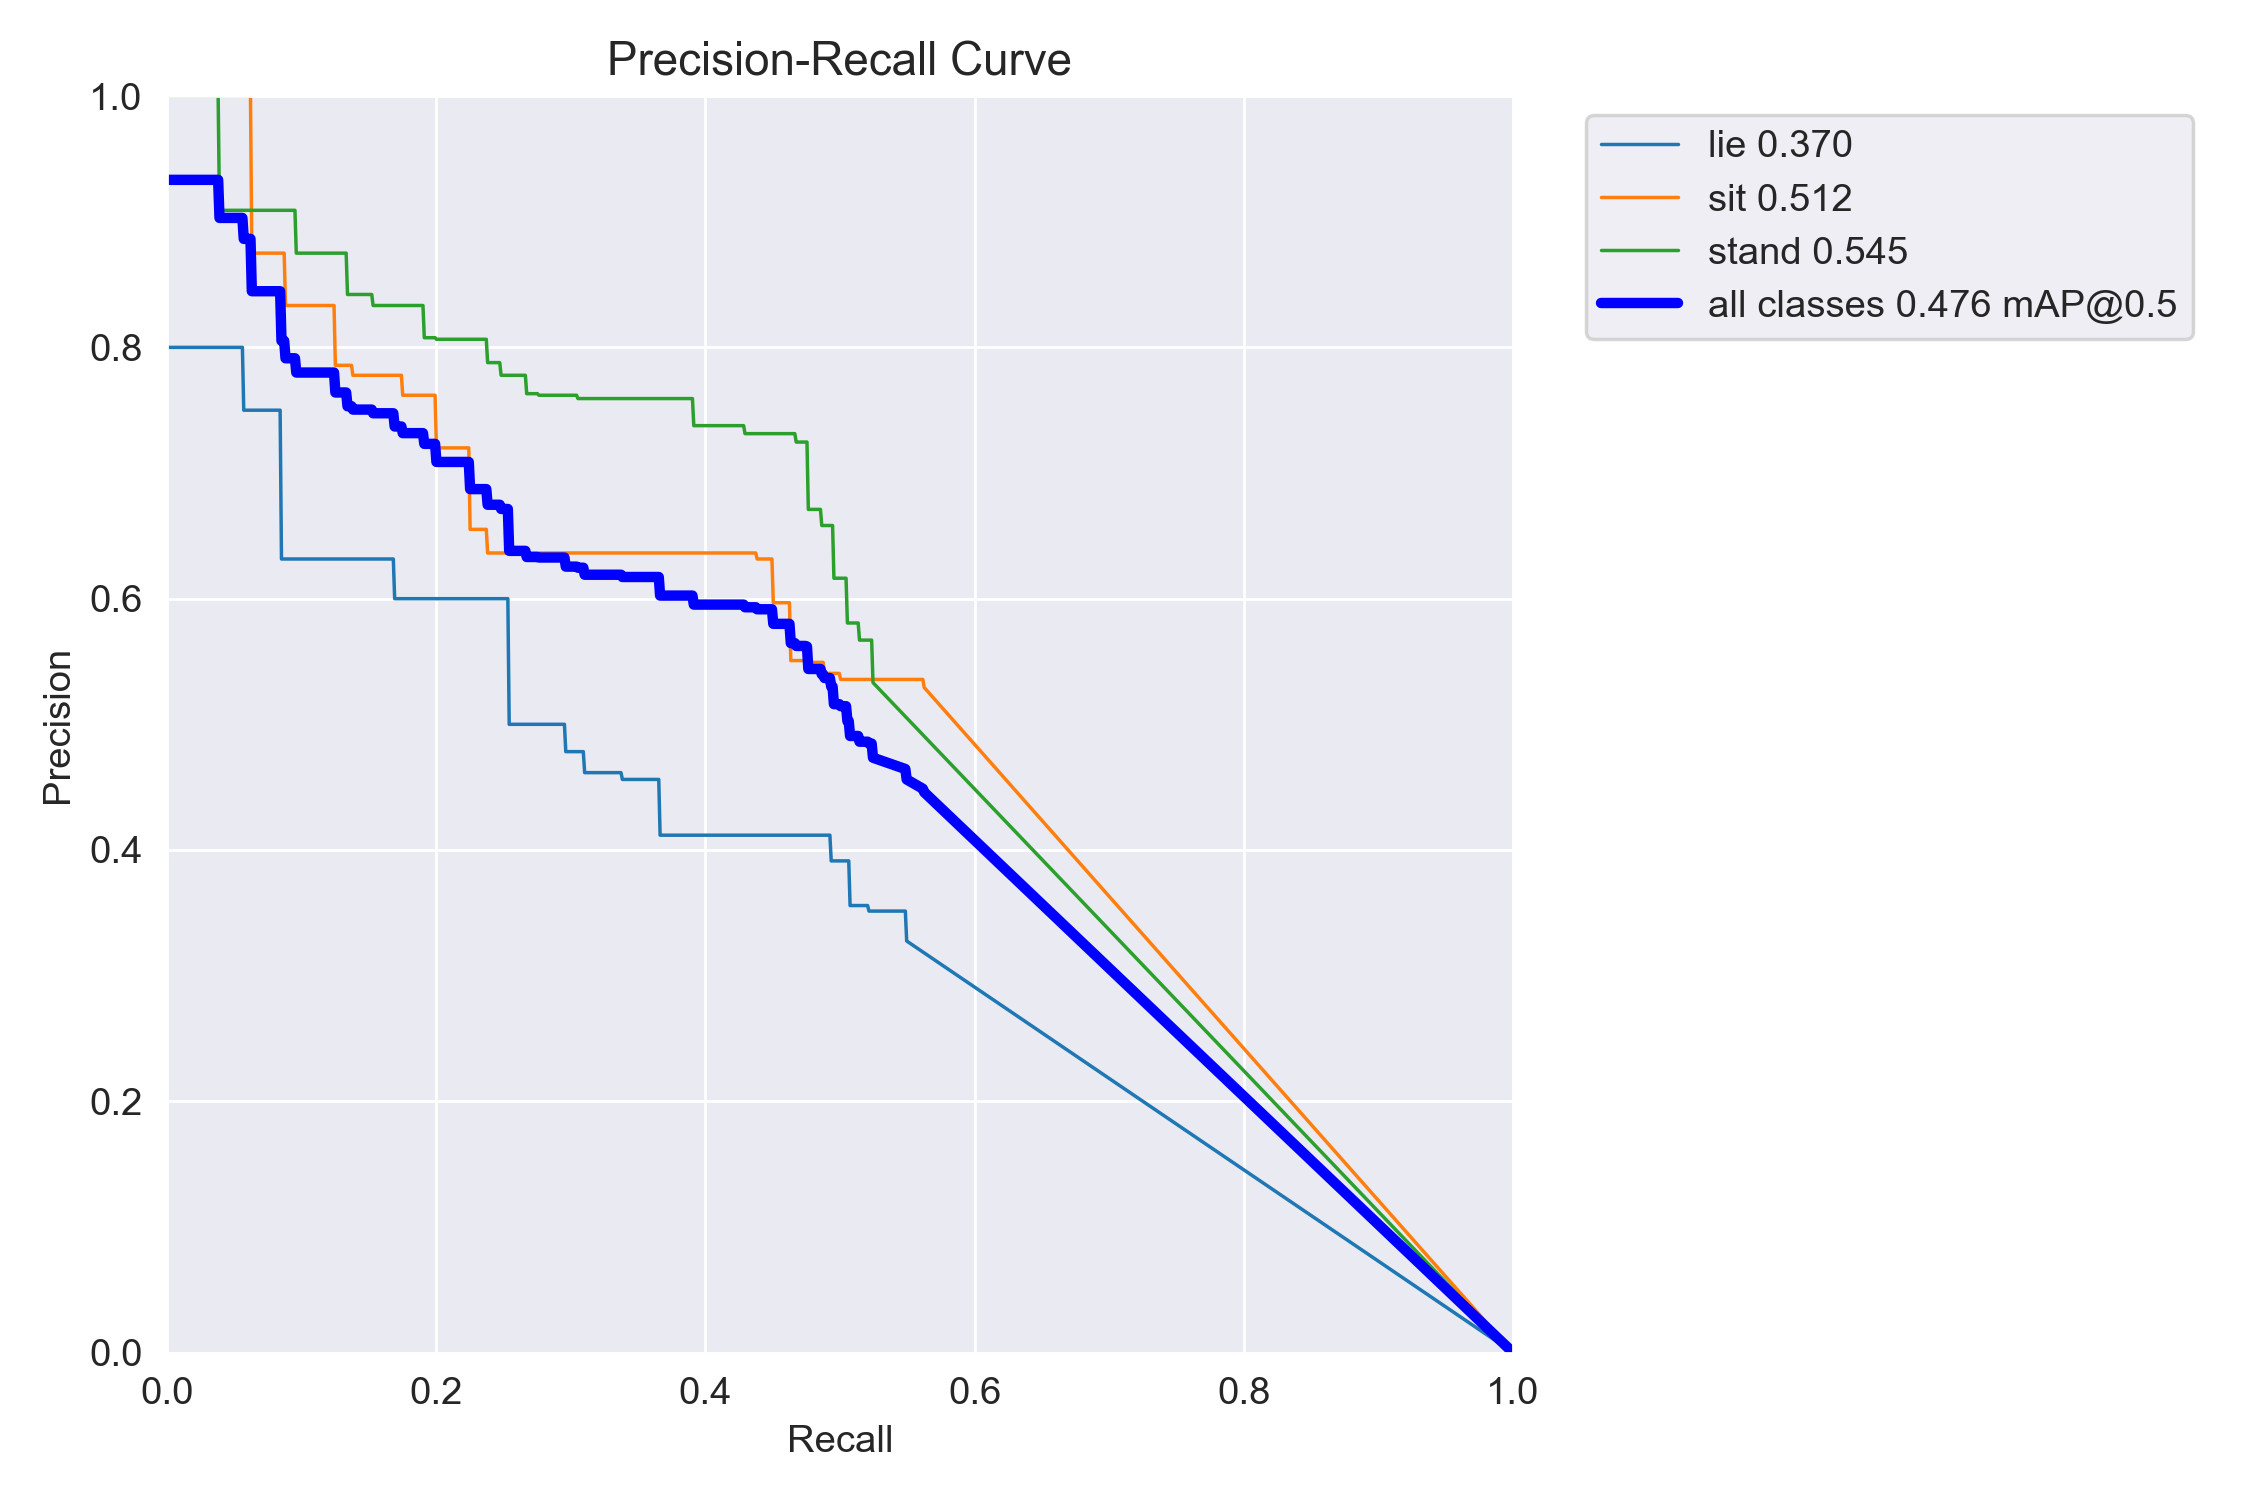 Precision-Recall Curve
1.0
0.8
0.6
0.4
0.2
0.0
Precision
0.0 0.2 0.4 0.6 0.8 1.0
Recall
lie 0.370
sit 0.512
stand 0.545
all classes 0.476 mAP@0.5